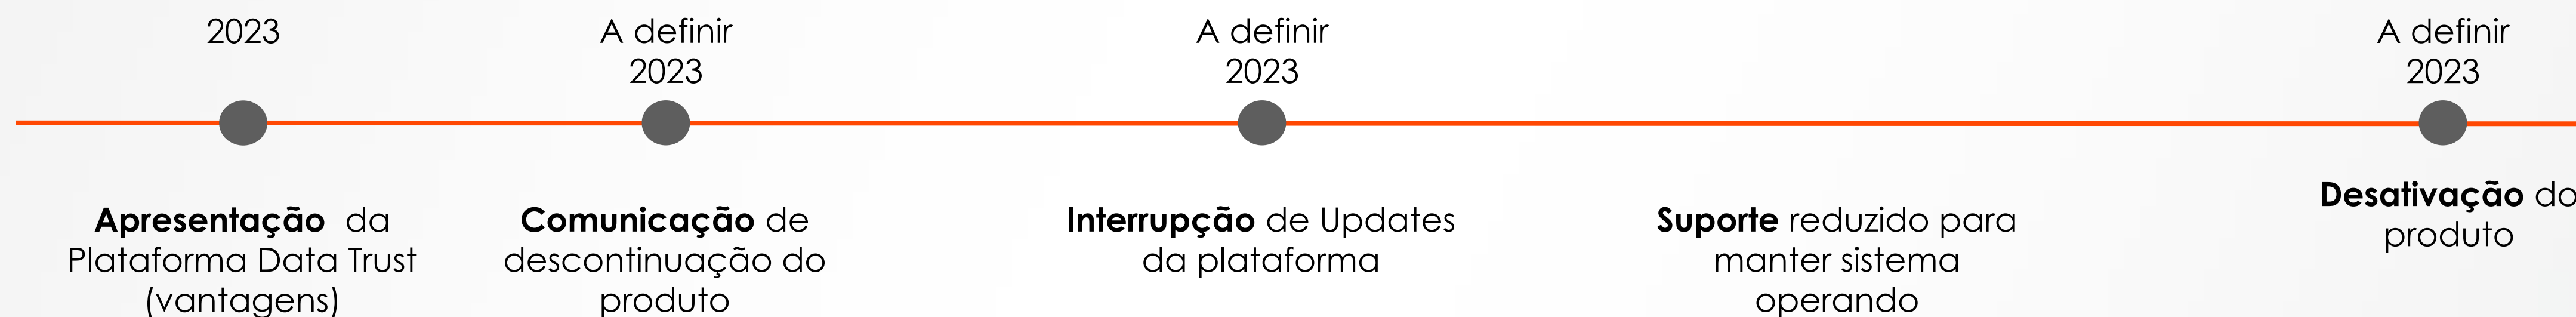 2023
A definir
2023
A definir
2023
A definir
2023
Apresentação da
Plataforma Data Trust
(vantagens)
Comunicação de
descontinuação do
produto
Interrupção de Updates
da plataforma
Suporte reduzido para
manter sistema
operando
Desativação do
produto